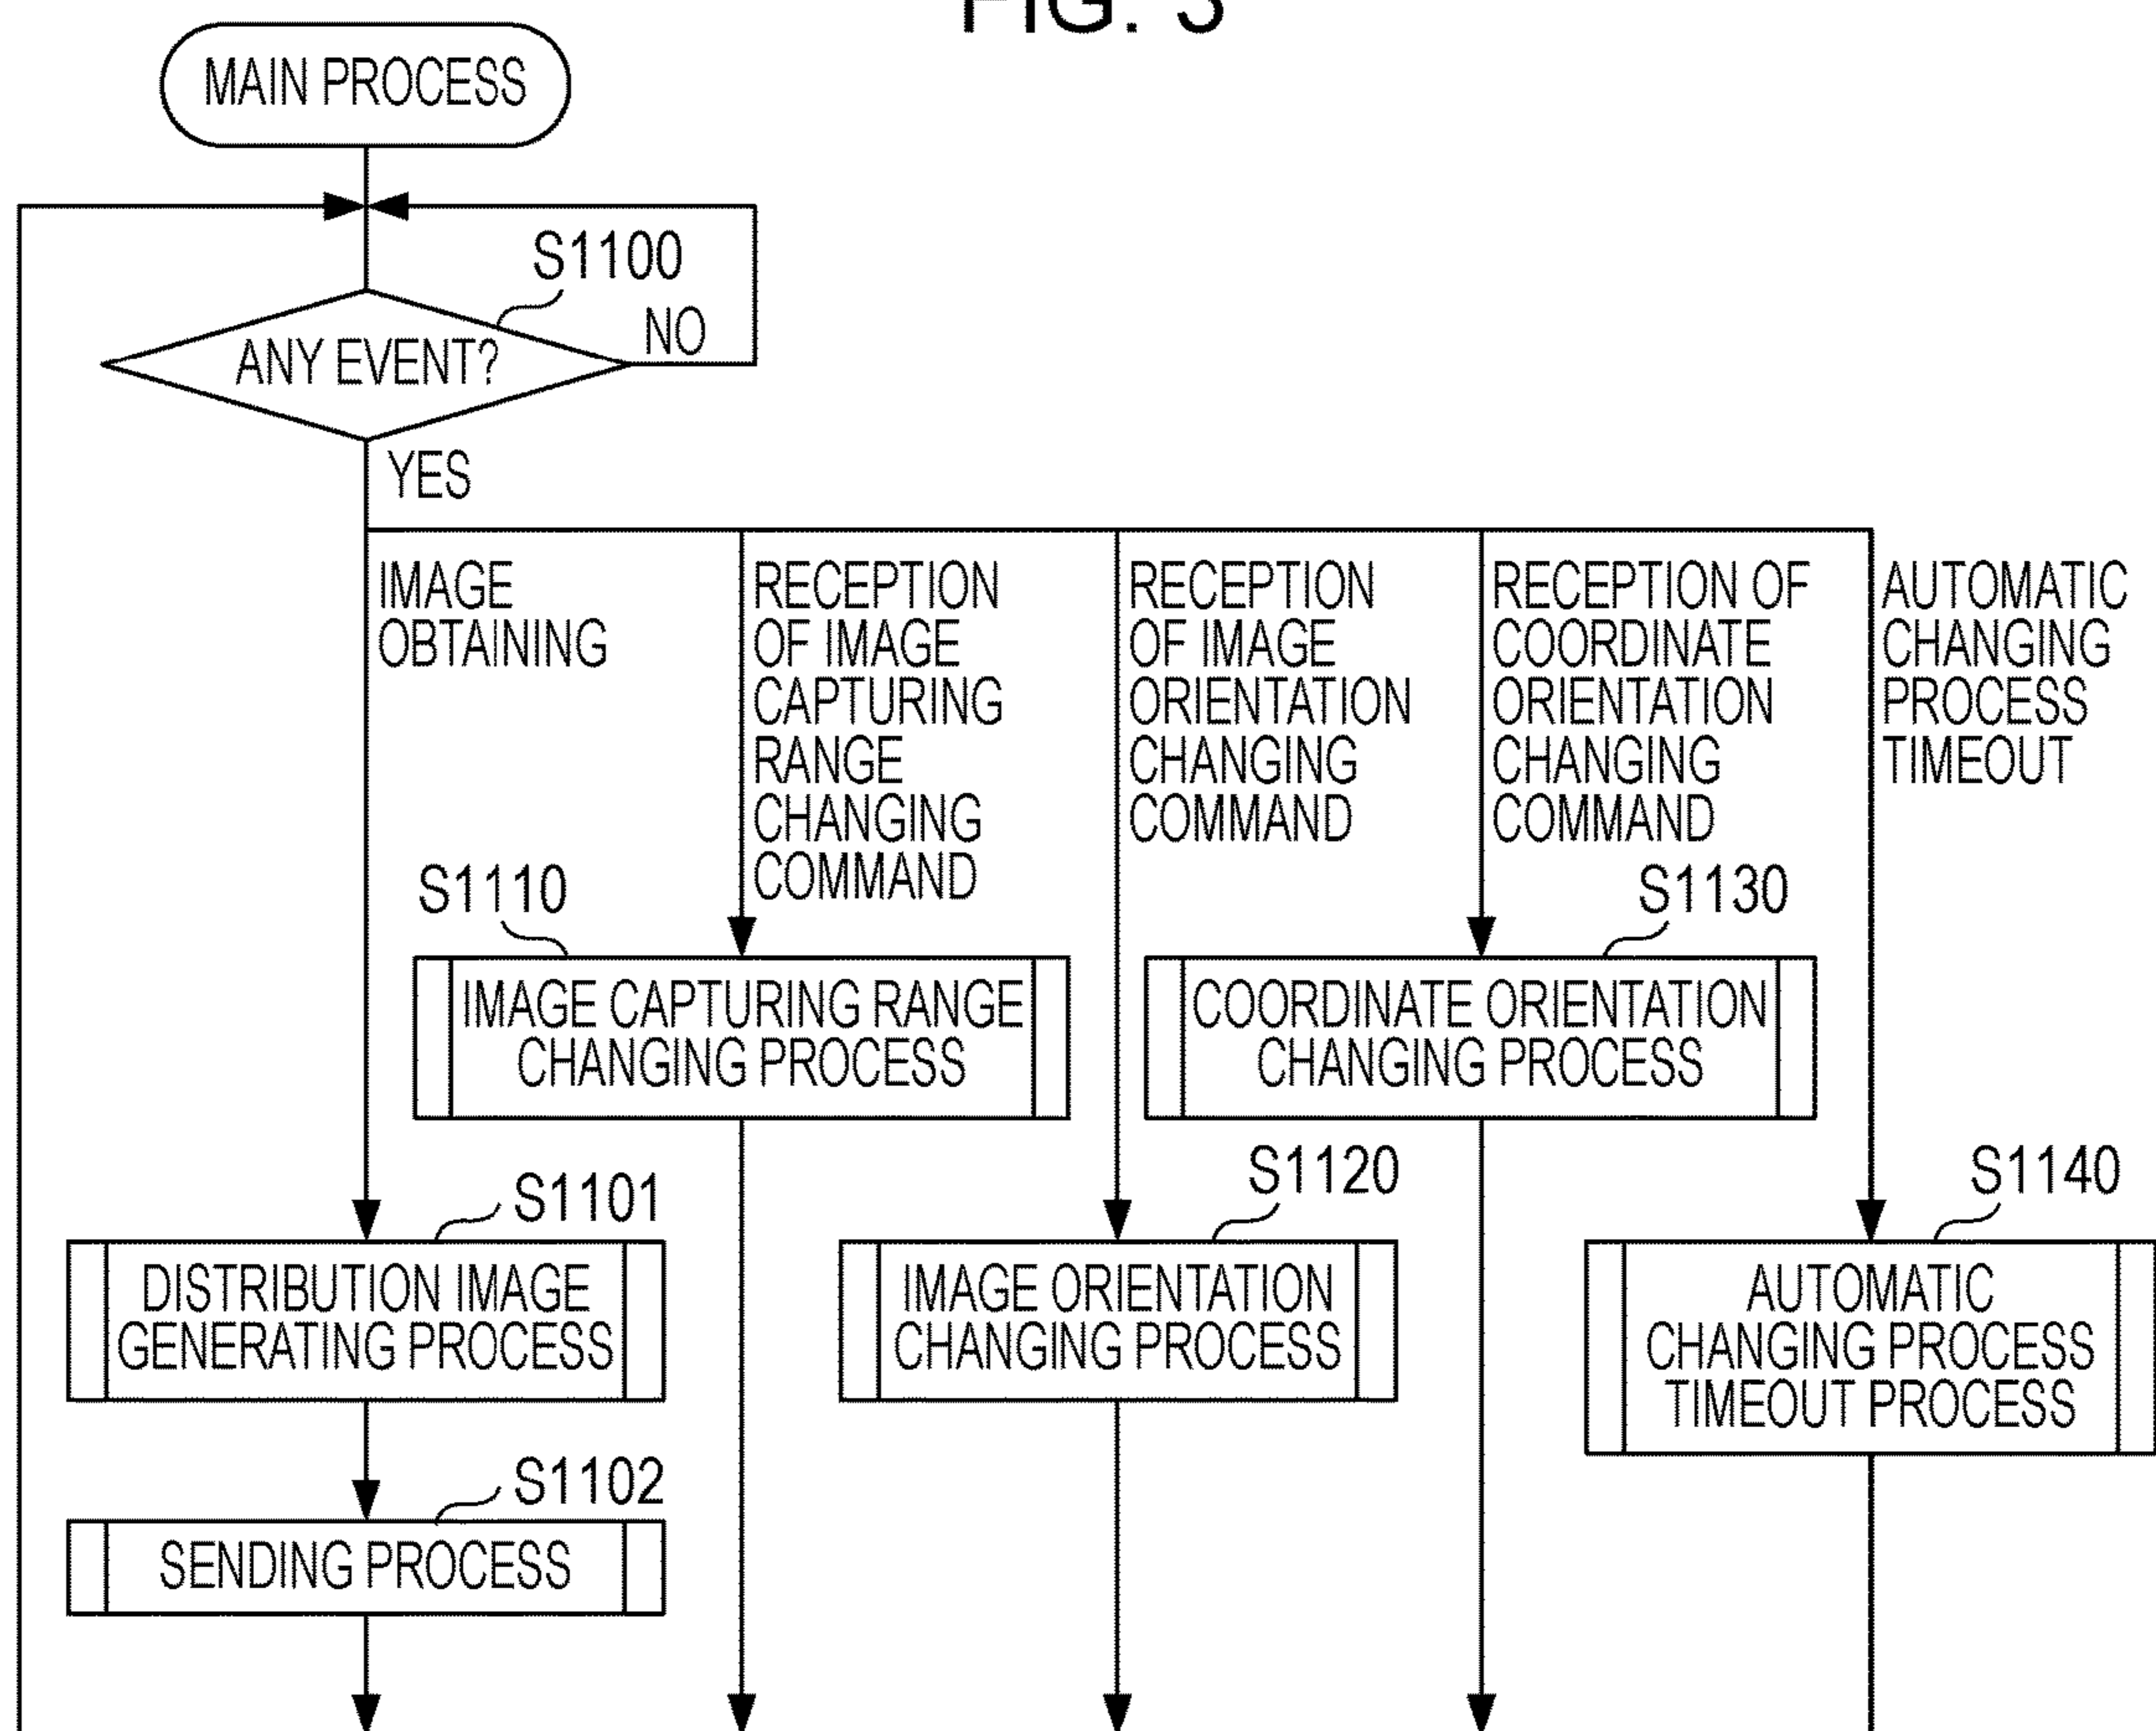 FIG. 3
MAIN PROCESS
S1100
NO
ANY EVENT?
YES
IMAGE
OBTAINING
RECEPTION
OF IMAGE
CAPTURING
RANGE
CHANGING
COMMAND
RECEPTION
OF IMAGE
ORIENTATION
CHANGING
COMMAND
RECEPTION OF
COORDINATE
ORIENTATION
CHANGING
COMMAND
AUTOMATIC
CHANGING
PROCESS
TIMEOUT
S1110
IMAGE CAPTURING RANGE
CHANGING PROCESS
S1130
COORDINATE ORIENTATION
CHANGING PROCESS
S1101
DISTRIBUTION IMAGE
GENERATING PROCESS
S1120
IMAGE ORIENTATION
CHANGING PROCESS
S1140
AUTOMATIC
CHANGING PROCESS
TIMEOUT PROCESS
S1102
SENDING PROCESS